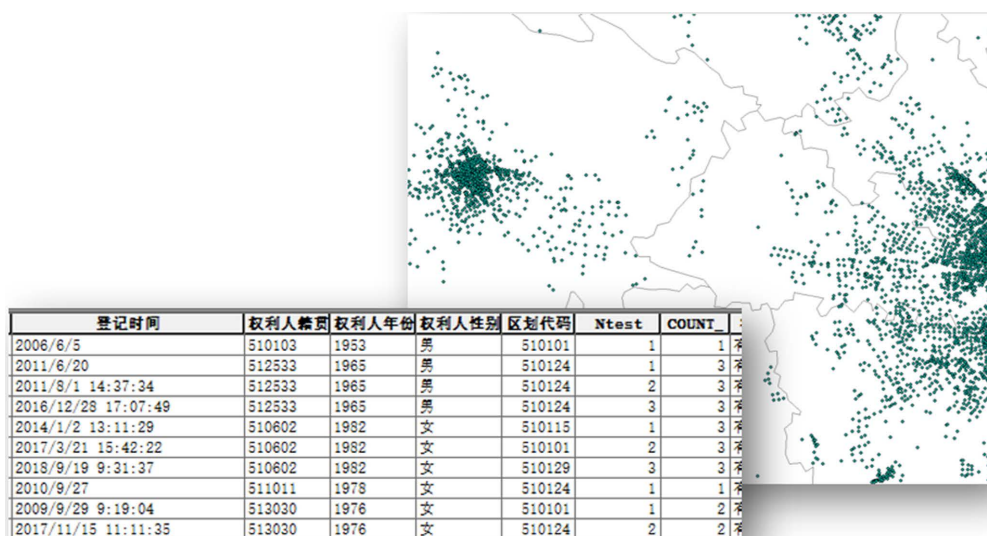 登记时间 权利人籍贯 权利人年份 权利人性别 区划代码 Ntest COUNT_
2006/6/5 510103 1953 男 510101 1 1
2011/6/20 512533 1965 男 510124 1 3
2011/8/1 14:37:34 512533 1965 男 510124 2 3
2016/12/28 17:07:49 512533 1965 男 510124 3 3
2014/1/2 13:11:29 510602 1982 女 510115 1 3
2017/3/21 15:42:22 510602 1982 女 510101 2 3
2018/9/19 9:31:37 510602 1982 女 510129 3 3
2010/9/27 511011 1978 女 510124 1 1
2009/9/29 9:19:04 513030 1976 女 510101 1 2
2017/11/15 11:11:35 513030 1976 女 510124 2 2